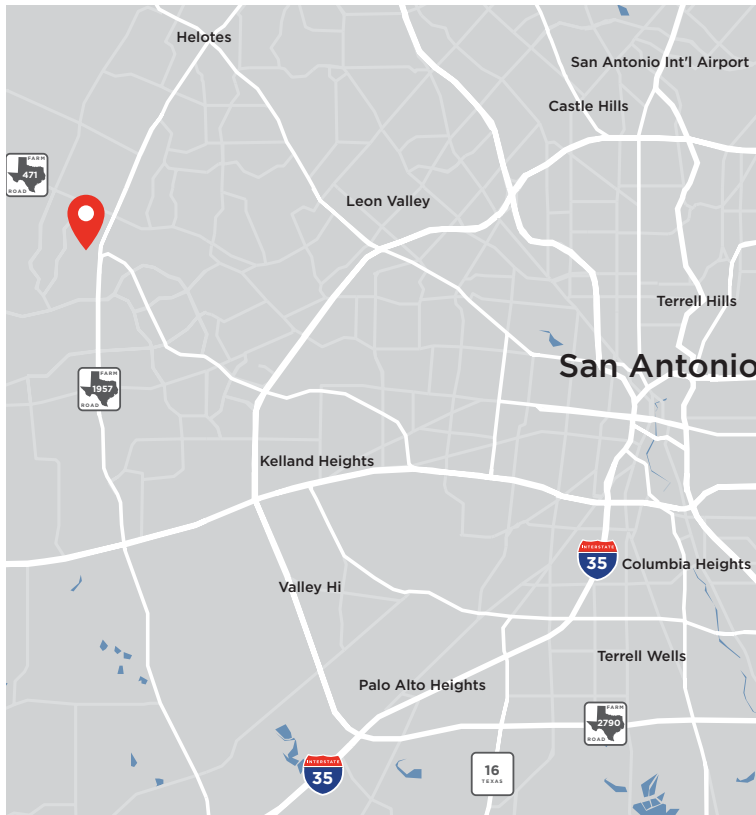 Helotes
San Antonio Int'l Airport
Castle Hills
FARM
471
ROAD
Leon Valley
Terrell Hills
San Antonio
FARM
1957
ROAD
Kelland Heights
INTERSTATE
35
Columbia Heights
Valley Hi
Terrell Wells
Palo Alto Heights
FARM
2790
ROAD
INTERSTATE
35
16
TEXAS